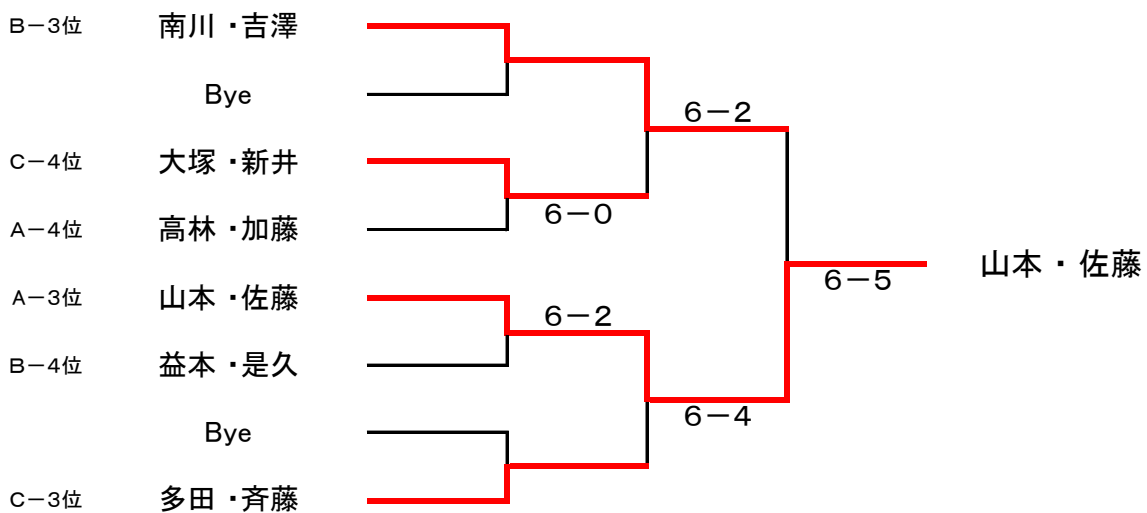 B－3位 南川・吉澤
Bye
6－2
C－4位 大塚・新井
6－0
A－4位 高林・加藤
山本・佐藤
6－5
A－3位 山本・佐藤
6－2
B－4位 益本・是久
6－4
Bye
C－3位 多田・斉藤